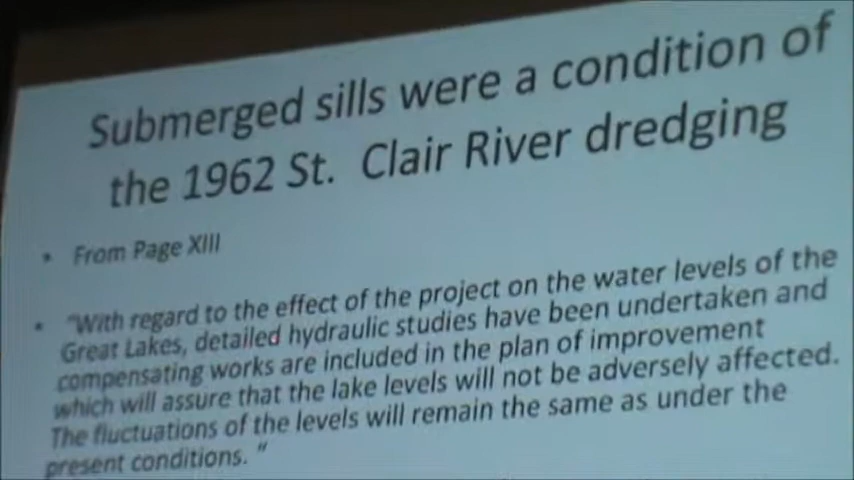 Submerged sills were a condition of
the 1962 St. Clair River dredging
• From Page XIII
• "With regard to the effect of the project on the water levels of the
Great Lakes, detailed hydraulic studies have been undertaken and
compensating works are included in the plan of improvement
which will assure that the lake levels will not be adversely affected.
The fluctuations of the levels will remain the same as under the
present conditions. "